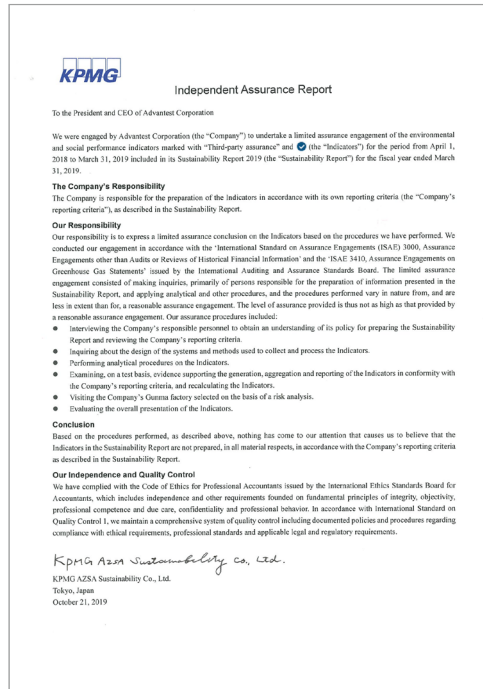 KPMG
Independent Assurance Report
To the President and CEO of Advantest Corporation
We were engaged by Advantest Corporation (the “Company”) to undertake a limited assurance engagement of the environmental
and social performance indicators marked with “Third-party assurance” and (the “Indicators”) for the period from April 1,
2018 to March 31, 2019 included in its Sustainability Report 2019 (the “Sustainability Report”) for the fiscal year ended March
31, 2019.
The Company’s Responsibility
The Company is responsible for the preparation of the Indicators in accordance with its own reporting criteria (the “Company’s
reporting criteria”), as described in the Sustainability Report.
Our Responsibility
Our responsibility is to express a limited assurance conclusion on the Indicators based on the procedures we have performed. We
conducted our engagement in accordance with the ‘International Standard on Assurance Engagements (ISAE) 3000, Assurance
Engagements other than Audits or Reviews of Historical Financial Information’ and the ‘ISAE 3410, Assurance Engagements on
Greenhouse Gas Statements’ issued by the International Auditing and Assurance Standards Board. The limited assurance
engagement consisted of making inquiries, primarily of persons responsible for the preparation of information presented in the
Sustainability Report, and applying analytical and other procedures, and the procedures performed vary in nature from, and are
less in extent than for, a reasonable assurance engagement. The level of assurance provided is thus not as high as that provided by
a reasonable assurance engagement. Our assurance procedures included:
● Interviewing the Company’s responsible personnel to obtain an understanding of its policy for preparing the Sustainability
Report and reviewing the Company’s reporting criteria.
● Inquiring about the design of the systems and methods used to collect and process the Indicators.
● Performing analytical procedures on the Indicators.
● Examining, on a test basis, evidence supporting the generation, aggregation and reporting of the Indicators in conformity with
the Company’s reporting criteria, and recalculating the Indicators.
● Visiting the Company’s Gunma factory selected on the basis of a risk analysis.
● Evaluating the overall presentation of the Indicators.
Conclusion
Based on the procedures performed, as described above, nothing has come to our attention that causes us to believe that the
Indicators in the Sustainability Report are not prepared, in all material respects, in accordance with the Company’s reporting criteria
as described in the Sustainability Report.
Our Independence and Quality Control
We have complied with the Code of Ethics for Professional Accountants issued by the International Ethics Standards Board for
Accountants, which includes independence and other requirements founded on fundamental principles of integrity, objectivity,
professional competence and due care, confidentiality and professional behavior. In accordance with International Standard on
Quality Control 1, we maintain a comprehensive system of quality control including documented policies and procedures regarding
compliance with ethical requirements, professional standards and applicable legal and regulatory requirements.
KPMG AZSA Sustainability Co., Ltd.
KPMG AZSA Sustainability Co., Ltd.
Tokyo, Japan
October 21, 2019